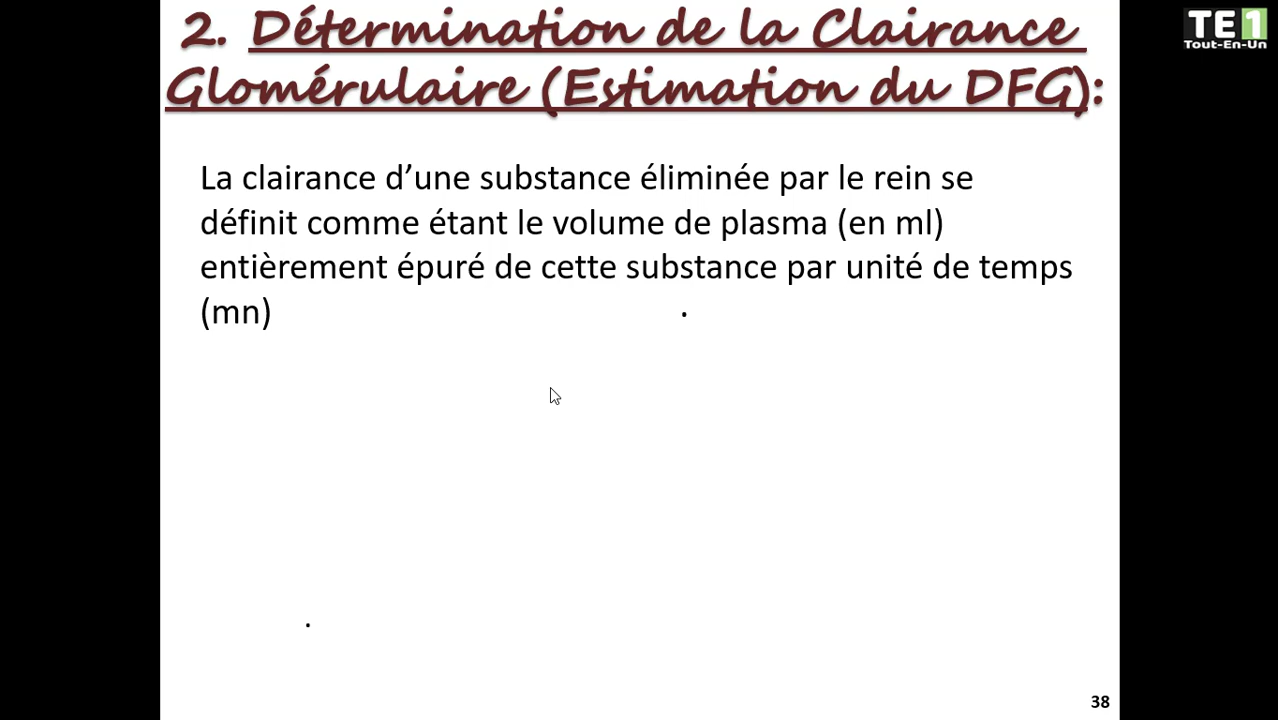 2. Détermination de la Clairance
Glomérulaire (Estimation du DFG):
TE1
Tout-En-Un
La clairance d’une substance éliminée par le rein se
définit comme étant le volume de plasma (en ml)
entièrement épuré de cette substance par unité de temps
(mn)
.
.
38